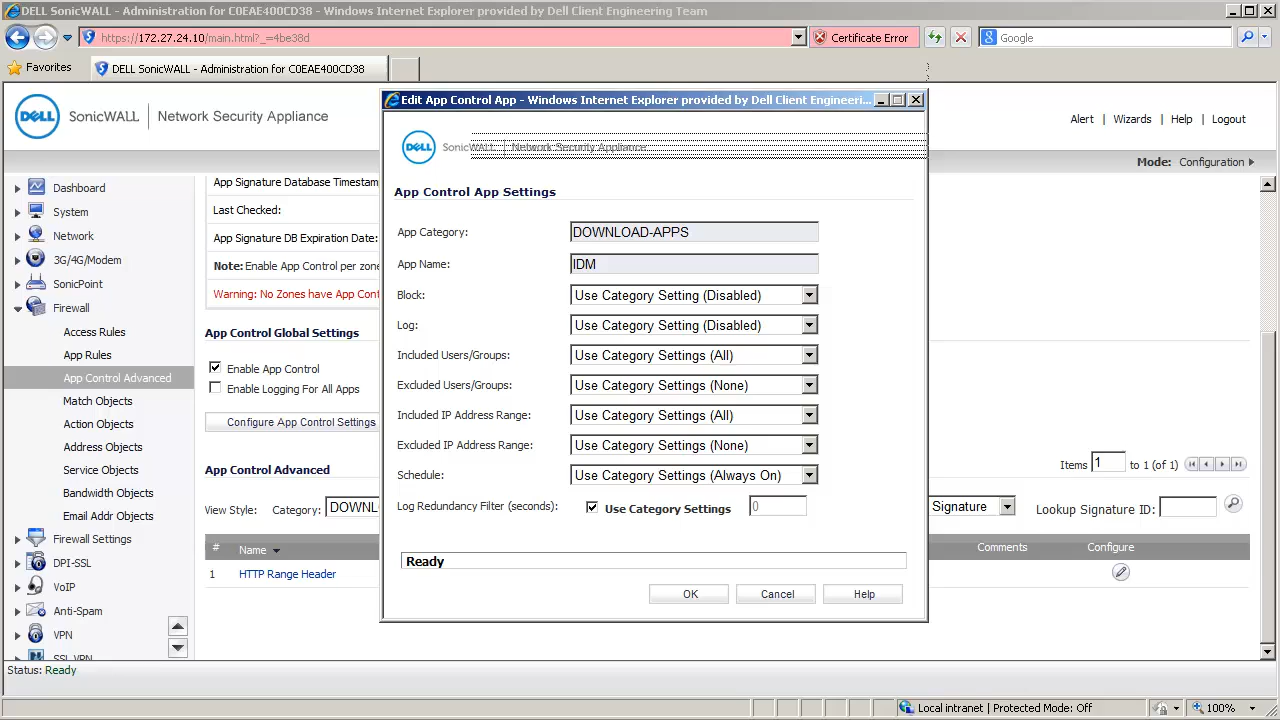 DELL SonicWALL - Administration for C0EAE400CD38 - Windows Internet Explorer provided by Dell Client Engineering Team
https://172.27.24.10/main.html?_=4be38d
Certificate Error
Google
Favorites
DELL SonicWALL - Administration for C0EAE400CD38
DELL SonicWALL | Network Security Appliance
Alert | Wizards | Help | Logout
Mode: Configuration
Dashboard
System
Network
3G/4G/Modem
SonicPoint
Firewall
Access Rules
App Rules
App Control Advanced
Match Objects
Action Objects
Address Objects
Service Objects
Bandwidth Objects
Email Addr Objects
Firewall Settings
DPI-SSL
VoIP
Anti-Spam
VPN
SSL VPN
App Signature Database Timestam
Last Checked:
App Signature DB Expiration Date:
Note: Enable App Control per zone
Warning: No Zones have App Cont
App Control Global Settings
Enable App Control
Enable Logging For All Apps
Configure App Control Settings
App Control Advanced
Items 1 to 1 (of 1)
View Style: Category: DOWNL
Signature
Lookup Signature ID:
# Name Comments Configure
1 HTTP Range Header
Edit App Control App - Windows Internet Explorer provided by Dell Client Engineeri...
DELL SonicWALL | Network Security Appliance
App Control App Settings
App Category: DOWNLOAD-APPS
App Name: IDM
Block: Use Category Setting (Disabled)
Log: Use Category Setting (Disabled)
Included Users/Groups: Use Category Settings (All)
Excluded Users/Groups: Use Category Settings (None)
Included IP Address Range: Use Category Settings (All)
Excluded IP Address Range: Use Category Settings (None)
Schedule: Use Category Settings (Always On)
Log Redundancy Filter (seconds): Use Category Settings 0
Ready
OK Cancel Help
Status: Ready
Local intranet | Protected Mode: Off
100%